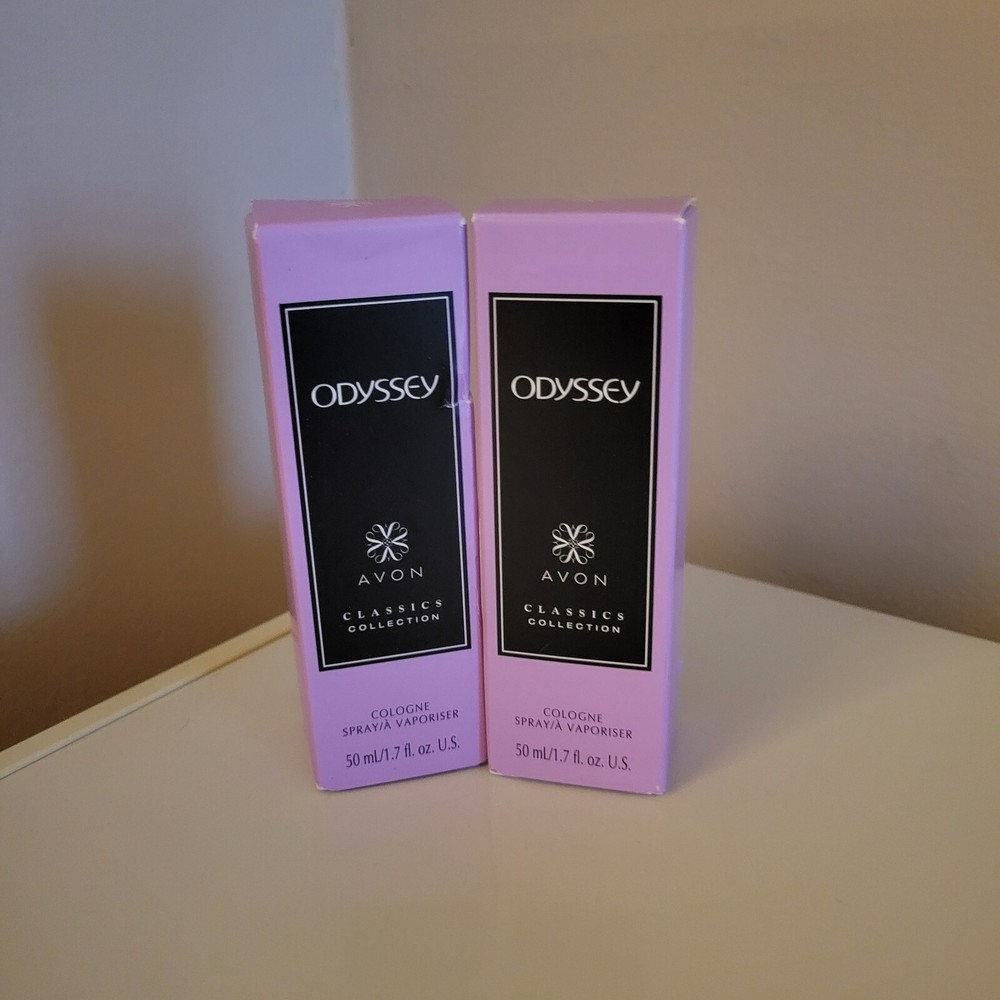 ODYSSEY
AVON
CLASSICS
COLLECTION
COLOGNE
SPRAY/À VAPORISER
50 mL/1.7 fl. oz. U.S.
ODYSSEY
AVON
CLASSICS
COLLECTION
COLOGNE
SPRAY/À VAPORISER
50 mL/1.7 fl. oz. U.S.